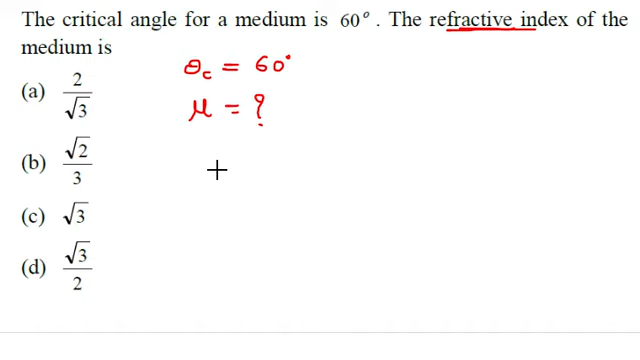 The critical angle for a medium is 60°. The refractive index of the
medium is
θc = 60°
(a) 2/√3
μ = ?
(b) √2/3
(c) √3
(d) √3/2